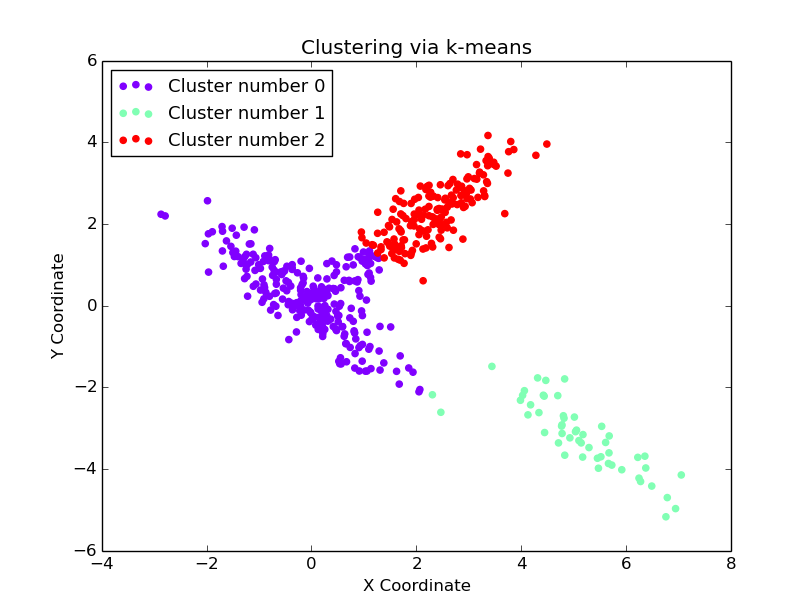 Clustering via k-means
Cluster number 0
Cluster number 1
Cluster number 2
6
4
2
0
−2
−4
−6
Y Coordinate
−4
−2
0
2
4
6
8
X Coordinate